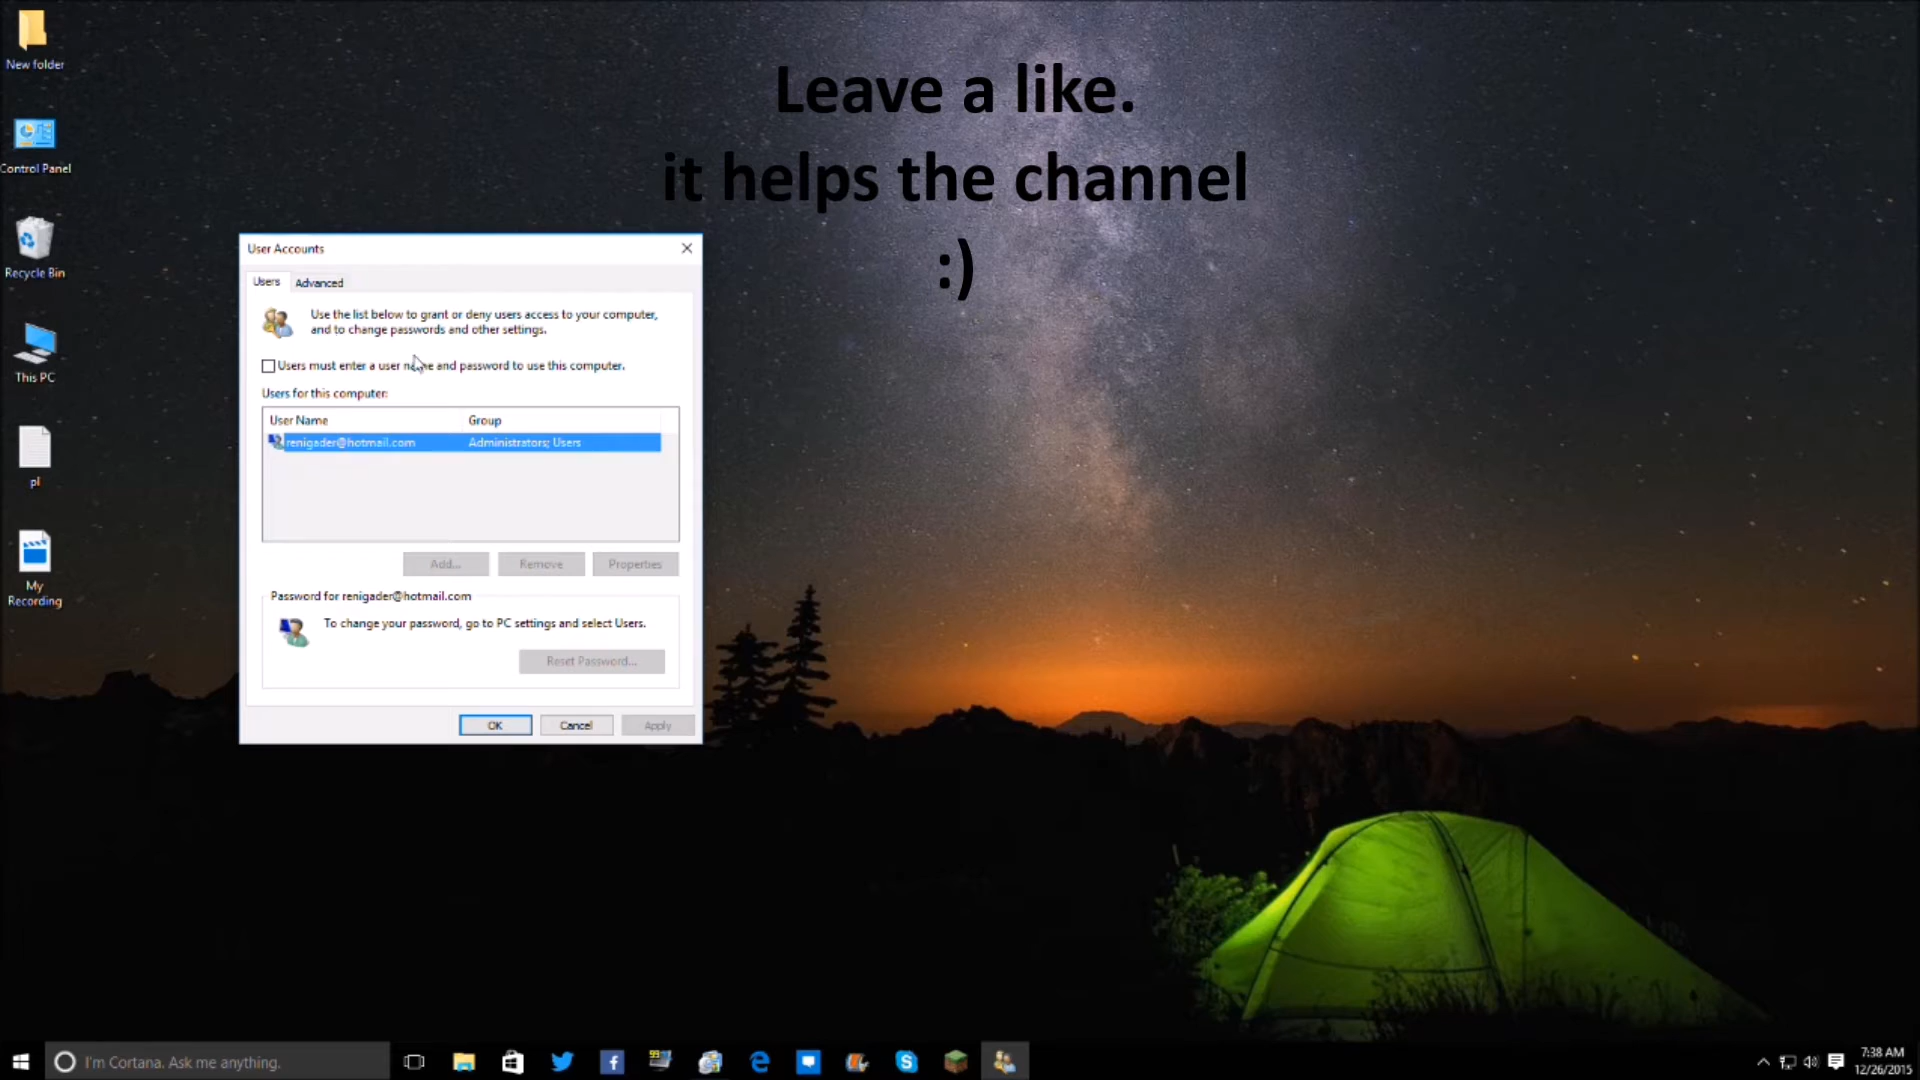 New folder
Control Panel
Recycle Bin
This PC
pl
My
Recording
Leave a like.
it helps the channel
:)
User Accounts
Users
Advanced
Use the list below to grant or deny users access to your computer,
and to change passwords and other settings.
Users must enter a user name and password to use this computer.
Users for this computer:
User Name
Group
renigader@hotmail.com
Administrators; Users
Add...
Remove
Properties
Password for renigader@hotmail.com
To change your password, go to PC settings and select Users.
Reset Password...
OK
Cancel
Apply
I'm Cortana. Ask me anything.
99
7:38 AM
12/26/2015